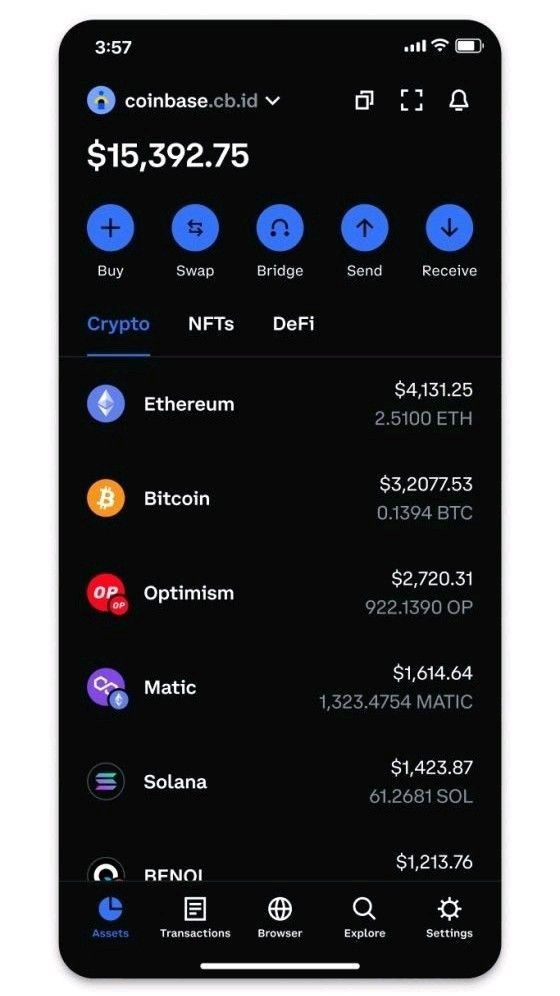 3:57
coinbase.cb.id
$15,392.75
Buy Swap Bridge Send Receive
Crypto NFTs DeFi
Ethereum $4,131.25
2.5100 ETH
Bitcoin $3,2077.53
0.1394 BTC
OP OP Optimism $2,720.31
922.1390 OP
Matic $1,614.64
1,323.4754 MATIC
Solana $1,423.87
61.2681 SOL
$1,213.76
Assets Transactions Browser Explore Settings